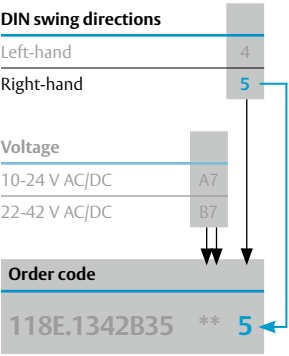 DIN swing directions
Left-hand 4
Right-hand 5
Voltage
10-24 V AC/DC A7
22-42 V AC/DC B7
Order code
118E.1342B35 ** 5